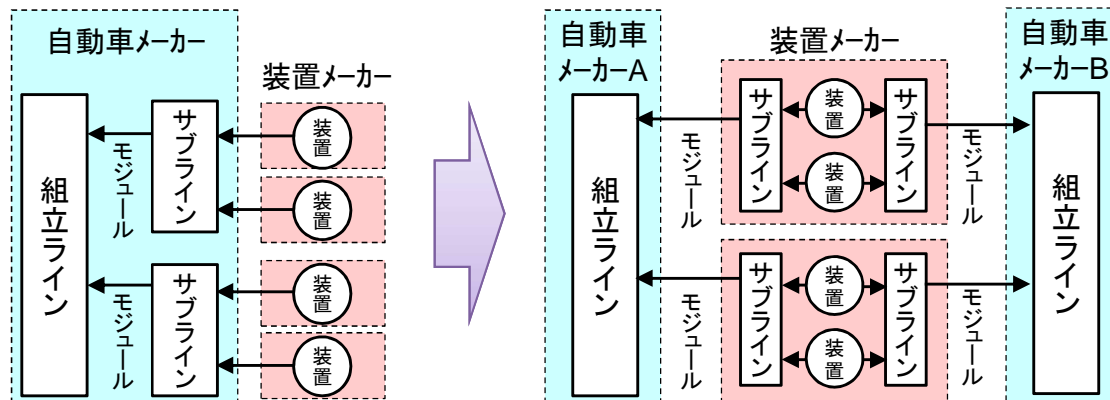 自動車メーカー
装置メーカー
組立ライン
モジュール
サブライン
装置
装置
モジュール
サブライン
装置
装置
自動車
メーカーA
装置メーカー
自動車
メーカーB
組立ライン
モジュール
サブライン
装置
装置
サブライン
モジュール
組立ライン
モジュール
サブライン
装置
装置
サブライン
モジュール